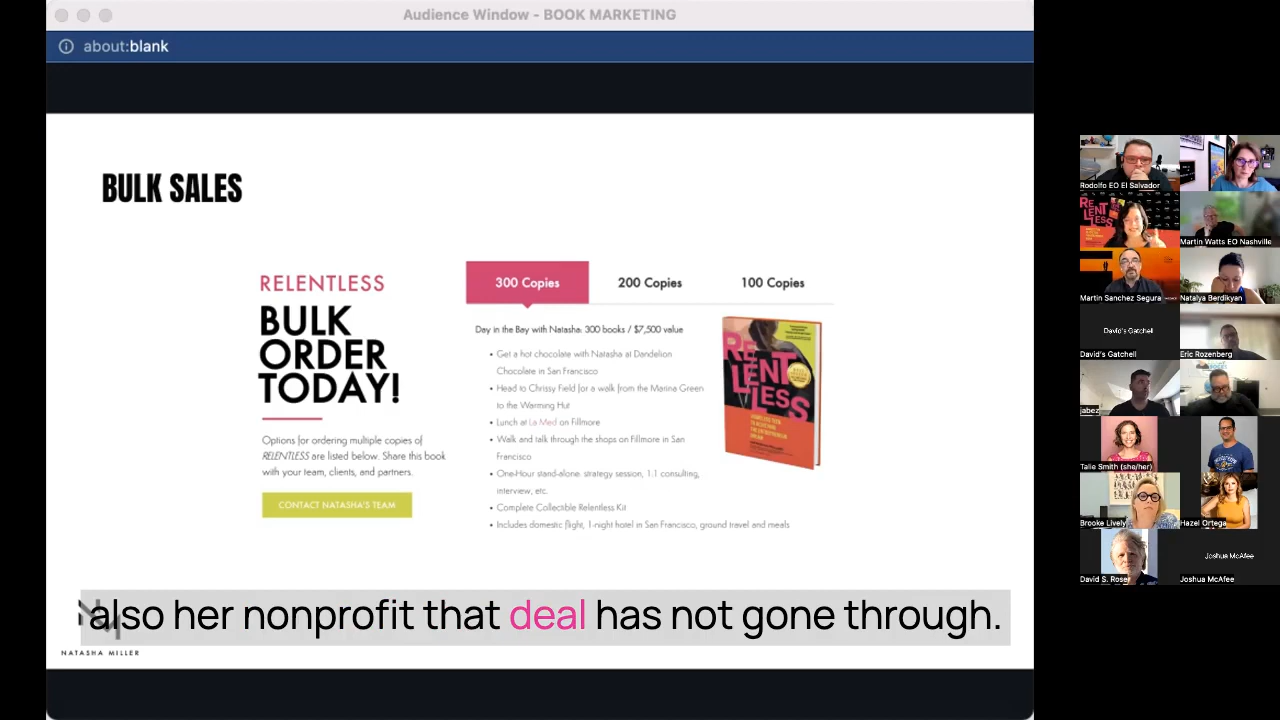 Audience Window - BOOK MARKETING
about:blank
BULK SALES
RELENTLESS
BULK
ORDER
TODAY!
Options for ordering multiple copies of
RELENTLESS are listed below. Share this book
with your team, clients, and partners.
CONTACT NATASHA'S TEAM
300 Copies
200 Copies
100 Copies
Day in the Bay with Natasha: 300 books / $7,500 value
• Get a hot chocolate with Natasha at Dandelion
Chocolate in San Francisco
• Head to Chrissy Field for a walk from the Marina Green
to the Warming Hut
• Lunch at La Med on Fillmore
• Walk and talk through the shops on Fillmore in San
Francisco
• One-Hour stand-alone: strategy session, 1:1 consulting,
interview, etc.
• Complete Collectible Relentless Kit
• Includes domestic flight, 1-night hotel in San Francisco, ground travel and meals
RE
LENT
LESS
also her nonprofit that deal has not gone through.
NATASHA MILLER
Rodolfo EO El Salvador
RE
LENT
LESS
Martin Watts EO Nashville
Martin Sanchez Segura
Natalya Berdikyan
David's Gatchell
David's Gatchell
Eric Rozenberg
jabez
Talie Smith (she/her)
Brooke Lively
Hazel Ortega
David S. Roser
Joshua McAfee
Joshua McAfee